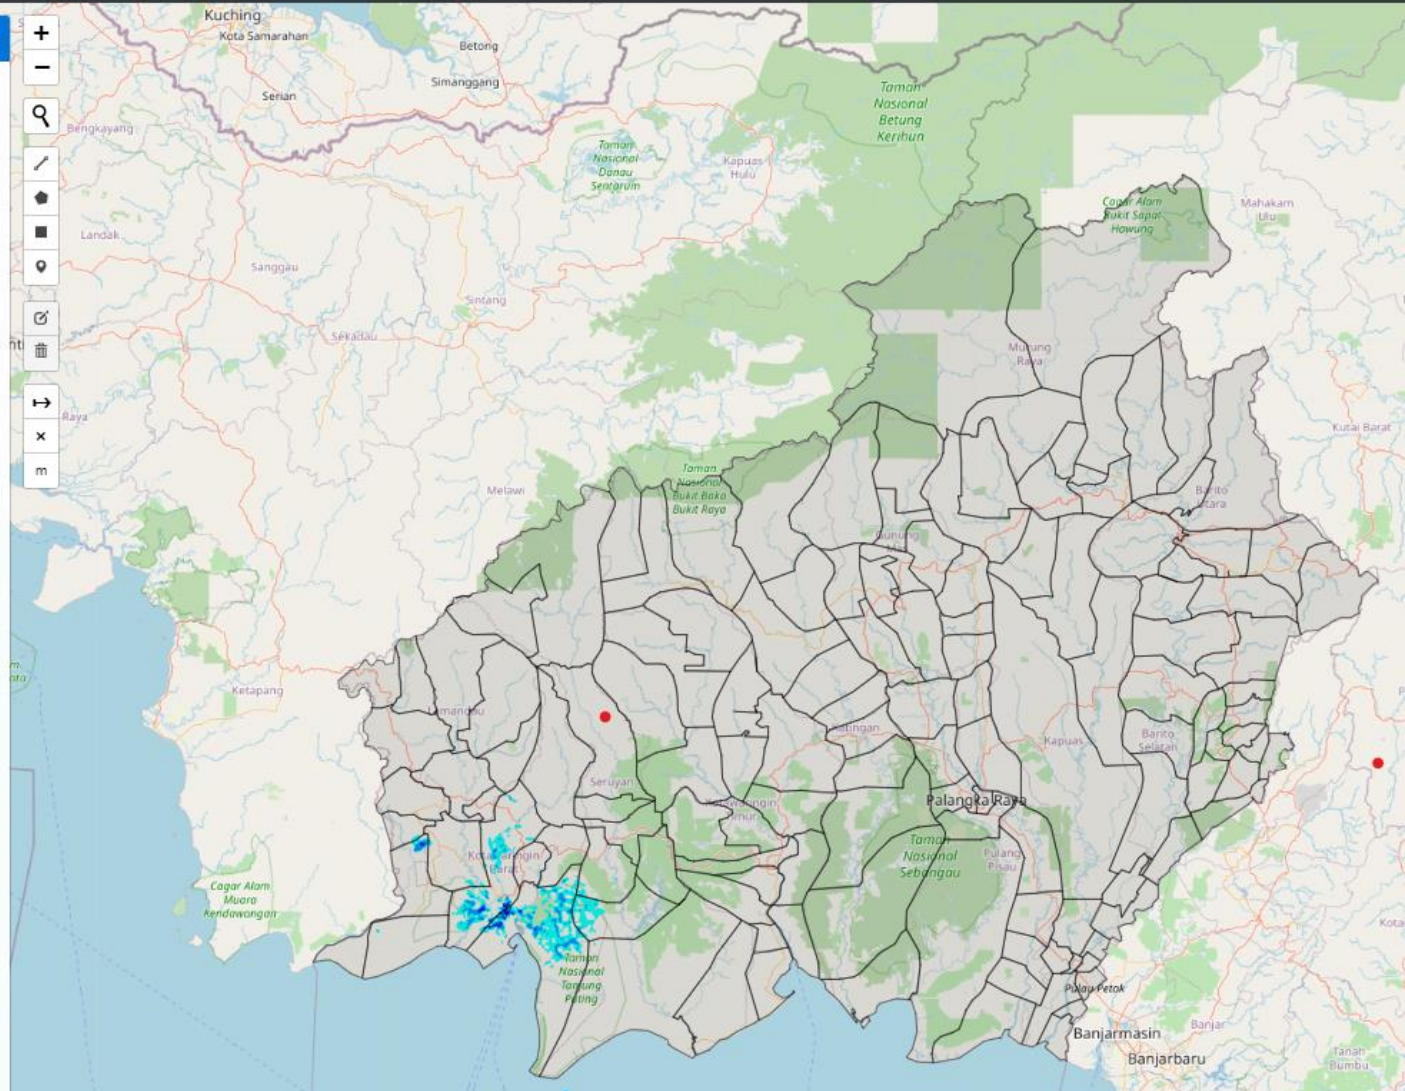 Kuching
Kota Samarahan
Betong
Simanggang
Serian
Bengkayang
Taman
Nasional
Betung
Kerihun
Taman
Nasional
Danau
Sentarum
Kapuas
Hulu
Cagar Alam
Bukit Sapat
Hawung
Mahakam
Ulu
Landak
Sanggau
Sintang
Sekadau
Murung
Raya
Raya
Kutai Barat
Melawi
Taman
Nasional
Bukit Baka
Bukit Raya
Barito
Utara
Gunung
Mas
Ketapang
Lamandau
Katingan
Kapuas
Barito
Selatan
Seruyan
Kotawaringin
Timur
Palangka Raya
Kotawaringin
Barat
Taman
Nasional
Sebangau
Pulang
Pisau
Cagar Alam
Muara
Kendawangan
Taman
Nasional
Tanjung
Puting
Pulau Petak
Banjarmasin
Banjar
Banjarbaru
Tanah
Bumbu
Kota
+
−
×
m